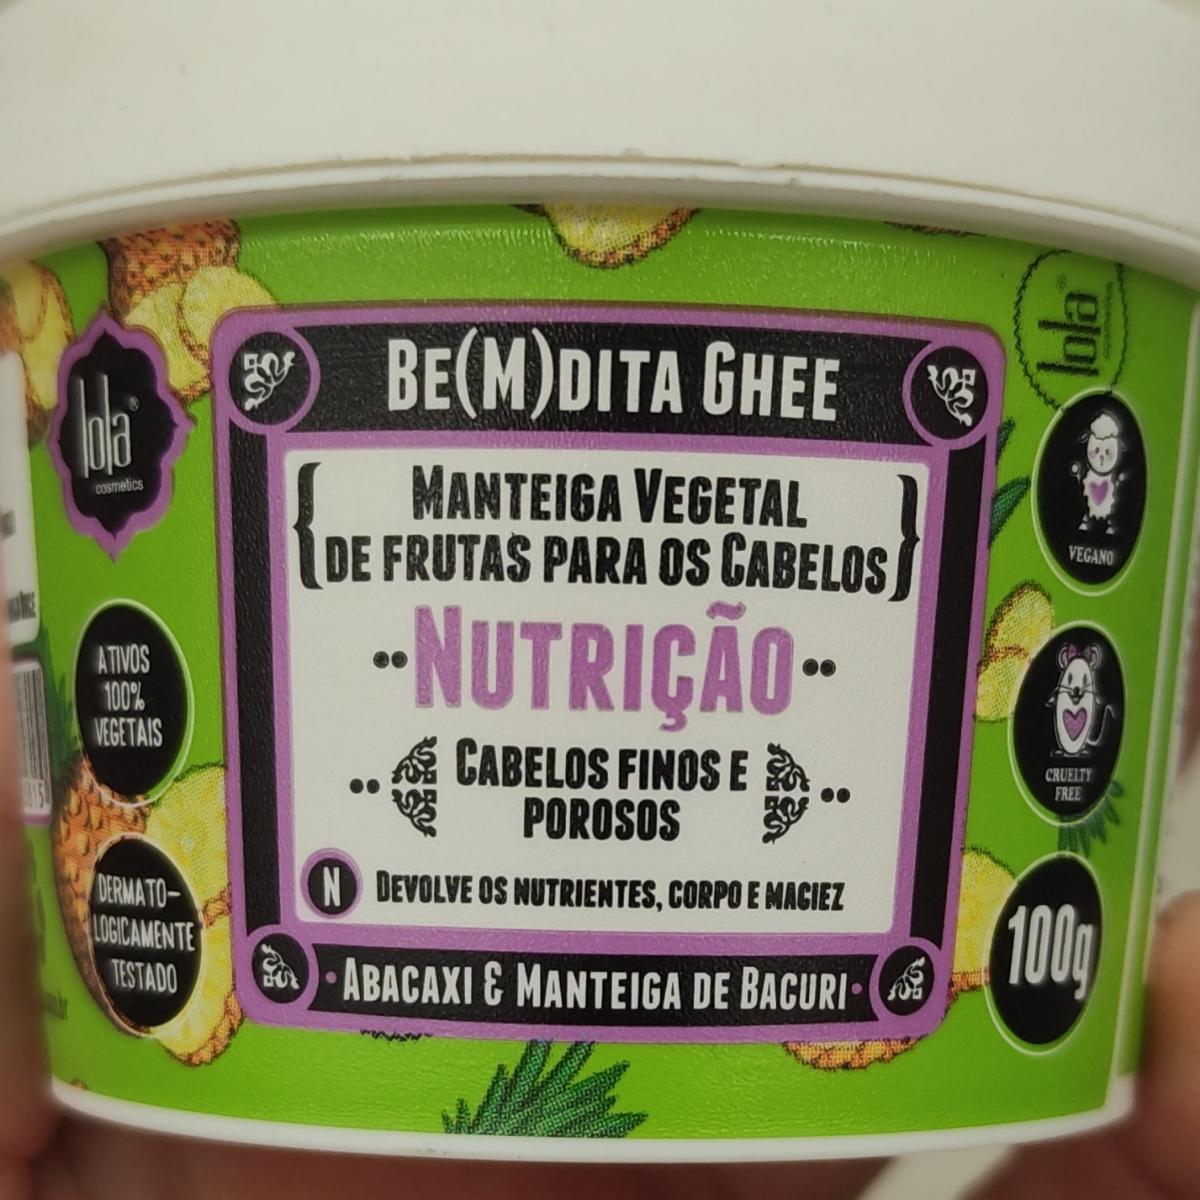 BE(M)DITA GHEE
MANTEIGA VEGETAL
DE FRUTAS PARA OS CABELOS
NUTRIÇÃO
CABELOS FINOS E
POROSOS
N DEVOLVE OS NUTRIENTES, CORPO E MACIEZ
ABACAXI & MANTEIGA DE BACURI
lola®
cosmetics
ATIVOS
100%
VEGETAIS
DERMATO-
LOGICAMENTE
TESTADO
lola®
cosmetics
VEGANO
CRUELTY
FREE
100g